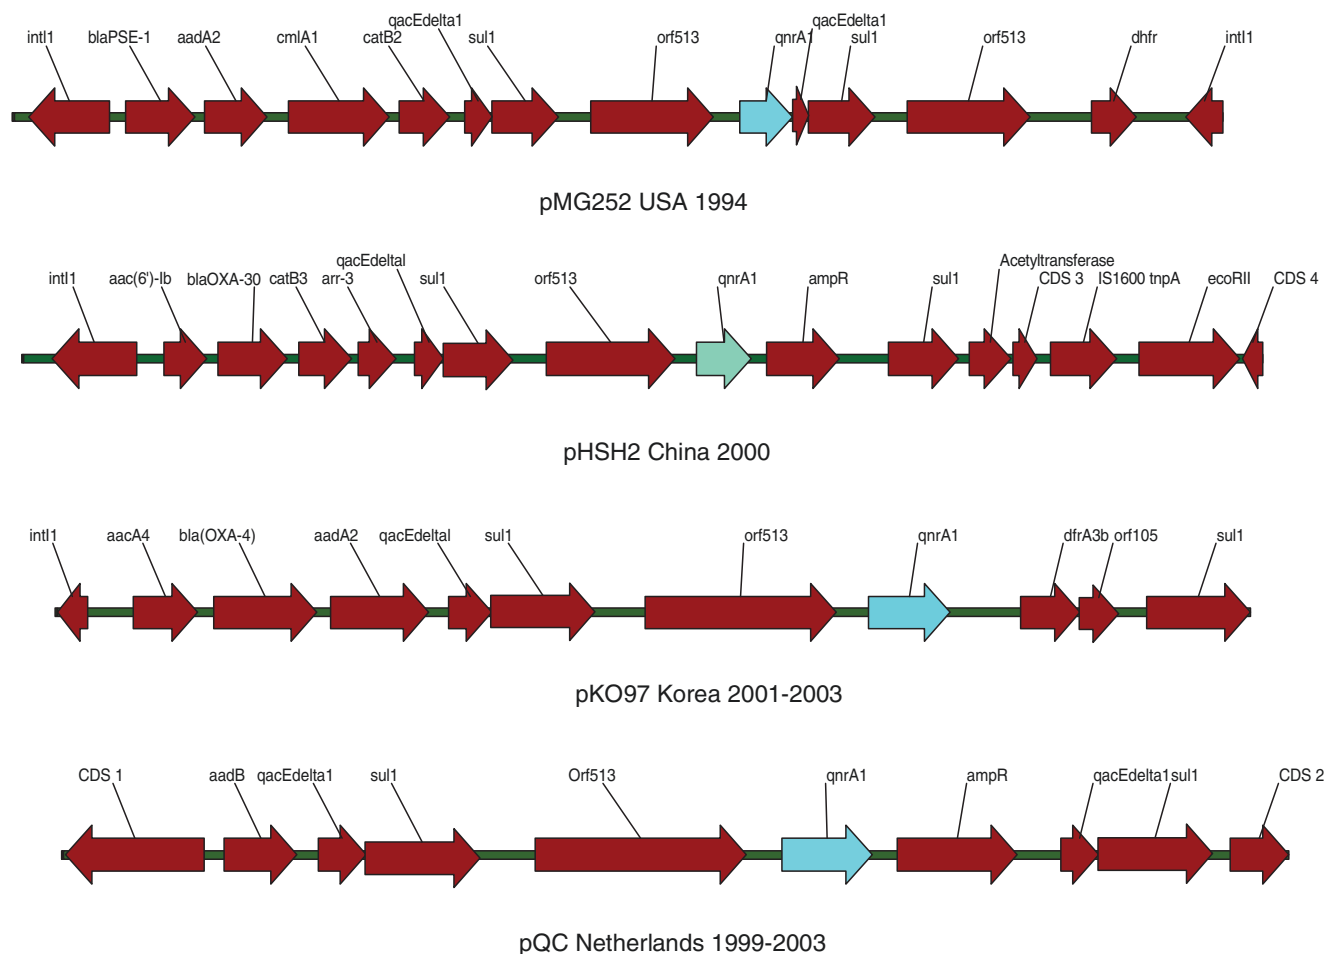 qacEdelta1 qacEdelta1
intI1 blaPSE-1 aadA2 cmlA1 catB2 sul1 orf513 qnrA1 sul1 orf513 dhfr intI1
pMG252 USA 1994
qacEdeltaI Acetyltransferase
intI1 aac(6')-Ib blaOXA-30 catB3 arr-3 sul1 orf513 qnrA1 ampR sul1 CDS 3 IS1600 tnpA ecoRII CDS 4
pHSH2 China 2000
intI1 aacA4 bla(OXA-4) aadA2 qacEdeltaI sul1 orf513 qnrA1 dfrA3b orf105 sul1
pKO97 Korea 2001-2003
CDS 1 aadB qacEdelta1 sul1 Orf513 qnrA1 ampR qacEdelta1 sul1 CDS 2
pQC Netherlands 1999-2003